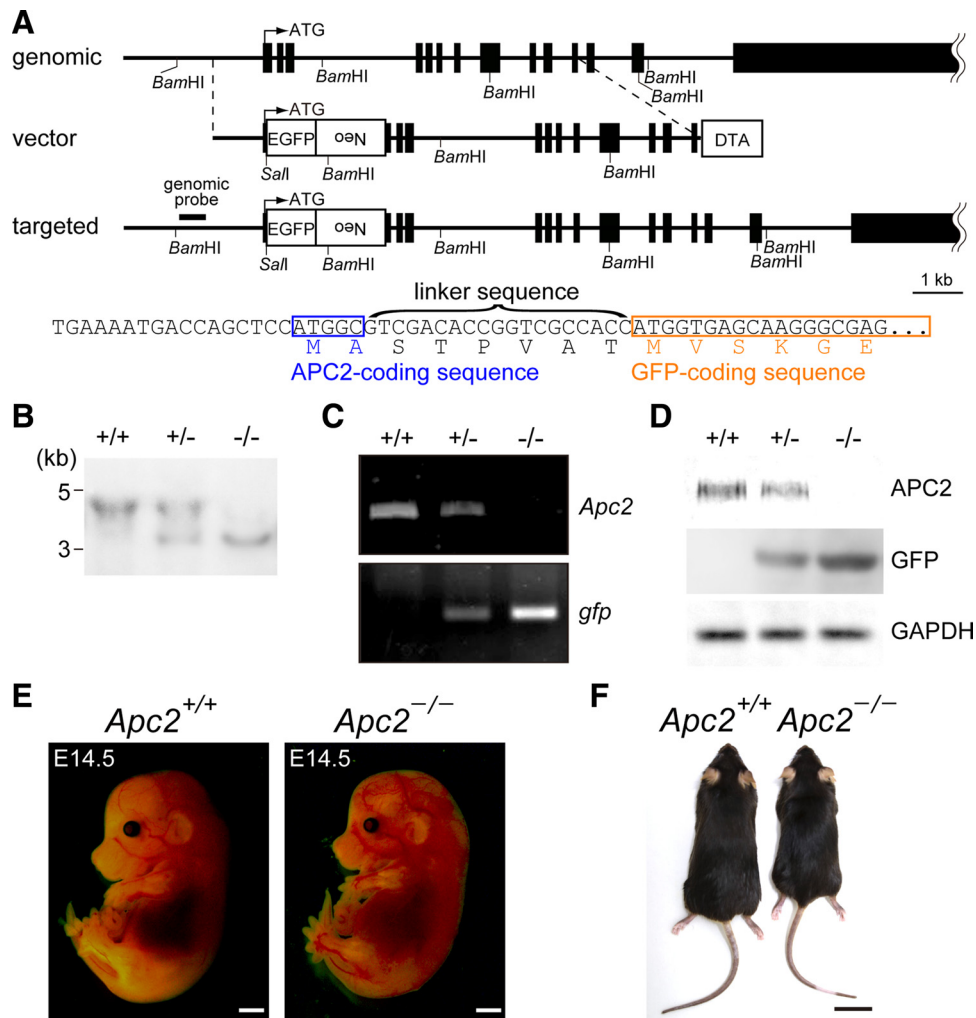 A
ATG
genomic
BamHI
BamHI
BamHI
BamHI
BamHI
ATG
vector
EGFP
Neo
DTA
SalI
BamHI
BamHI
BamHI
genomic
probe
ATG
targeted
EGFP
Neo
BamHI
SalI
BamHI
BamHI
BamHI
BamHI
BamHI
1 kb
linker sequence
TGAAAATGACCAGCTCCATGGCGTCGACACCGGTCGCCACCATGGTGAGCAAGGGCGAG...
M A S T P V A T M V S K G E
APC2-coding sequence GFP-coding sequence
B
+/+ +/- -/-
(kb)
5
3
C
+/+ +/- -/-
Apc2
gfp
D
+/+ +/- -/-
APC2
GFP
GAPDH
E
Apc2+/+ Apc2−/−
E14.5 E14.5
F
Apc2+/+ Apc2−/−